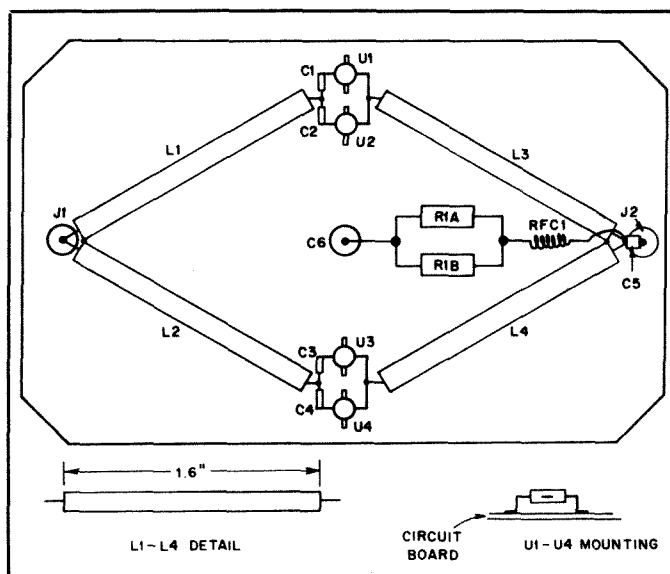 C1
U1
C2
U2
L1
L3
J1
C6
R1A
R1B
RFC1
J2
C5
L2
L4
C3
U3
C4
U4
1.6"
L1-L4 DETAIL
CIRCUIT
BOARD
U1-U4 MOUNTING